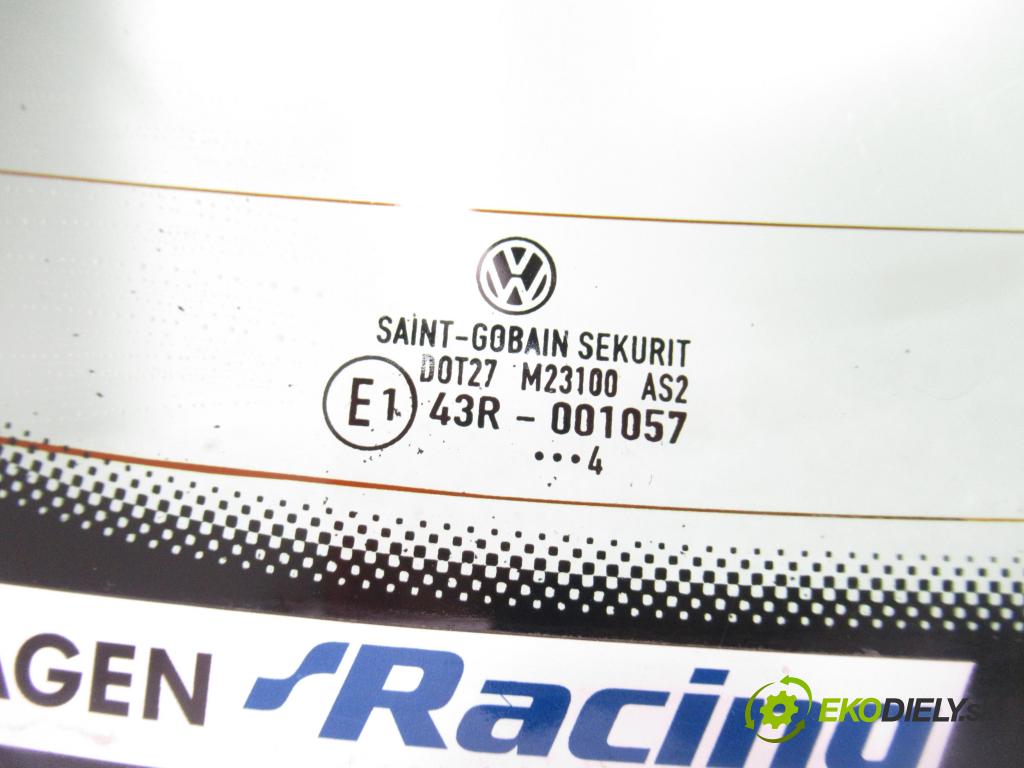 SAINT-GOBAIN SEKURIT
DOT27 M23100 AS2
E1 43R - 001057
•••4
AGEN Racing
EKODIELY.s